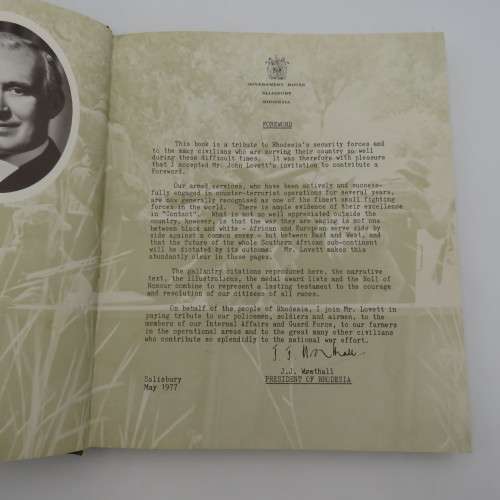 GOVERNMENT HOUSE
SALISBURY
RHODESIA
FOREWORD
This book is a tribute to Rhodesia's security forces and
to the many civilians who are serving their country so well
during these difficult times. It was therefore with pleasure
that I accepted Mr. John Lovett's invitation to contribute a
Foreword.
Our armed services, who have been actively and success-
fully engaged in counter-terrorist operations for several years,
are now generally recognised as one of the finest small fighting
forces in the world. There is ample evidence of their excellence
in "Contact". What is not so well appreciated outside the
country, however, is that the war they are waging is not one
between black and white - African and European serve side by
side against a common enemy - but between East and West, and
that the future of the whole Southern African sub-continent
will be dictated by its outcome. Mr. Lovett makes this
abundantly clear in these pages.
The gallantry citations reproduced here, the narrative
text, the illustrations, the medal award lists and the Roll of
Honour combine to represent a lasting testament to the courage
and resolution of our citizens of all races.
On behalf of the people of Rhodesia, I join Mr. Lovett in
paying tribute to our policemen, soldiers and airmen, to the
members of our Internal Affairs and Guard Force, to our farmers
in the operational areas and to the great many other civilians
who contribute so splendidly to the national war effort.
J J Wrathall
J.J. Wrathall
Salisbury
PRESIDENT OF RHODESIA
May 1977